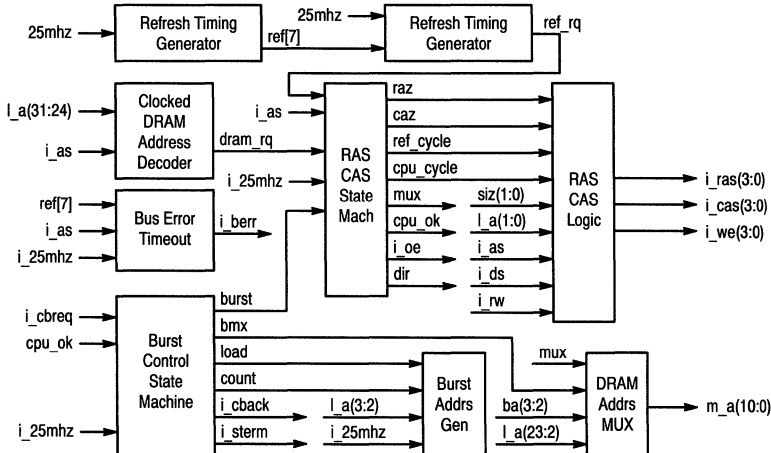 25mhz
Refresh Timing
Generator
ref[7]
25mhz
Refresh Timing
Generator
ref_rq
l_a(31:24)
i_as
Clocked
DRAM
Address
Decoder
dram_rq
i_as
i_25mhz
RAS
CAS
State
Mach
raz
caz
ref_cycle
cpu_cycle
mux
cpu_ok
i_oe
dir
siz(1:0)
l_a(1:0)
i_as
i_ds
i_rw
RAS
CAS
Logic
i_ras(3:0)
i_cas(3:0)
i_we(3:0)
ref[7]
i_as
i_25mhz
Bus Error
Timeout
i_berr
i_cbreq
cpu_ok
i_25mhz
Burst
Control
State
Machine
burst
bmx
load
count
i_cback
i_sterm
l_a(3:2)
i_25mhz
Burst
Addrs
Gen
mux
ba(3:2)
l_a(23:2)
DRAM
Addrs
MUX
m_a(10:0)